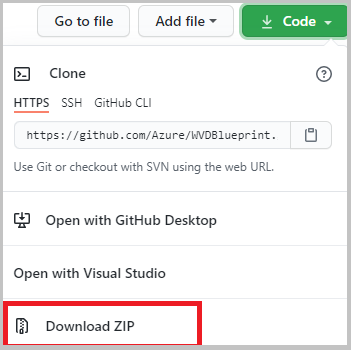 Go to file Add file Code
Clone
HTTPS SSH GitHub CLI
https://github.com/Azure/WVDBlueprint.
Use Git or checkout with SVN using the web URL.
Open with GitHub Desktop
Open with Visual Studio
Download ZIP